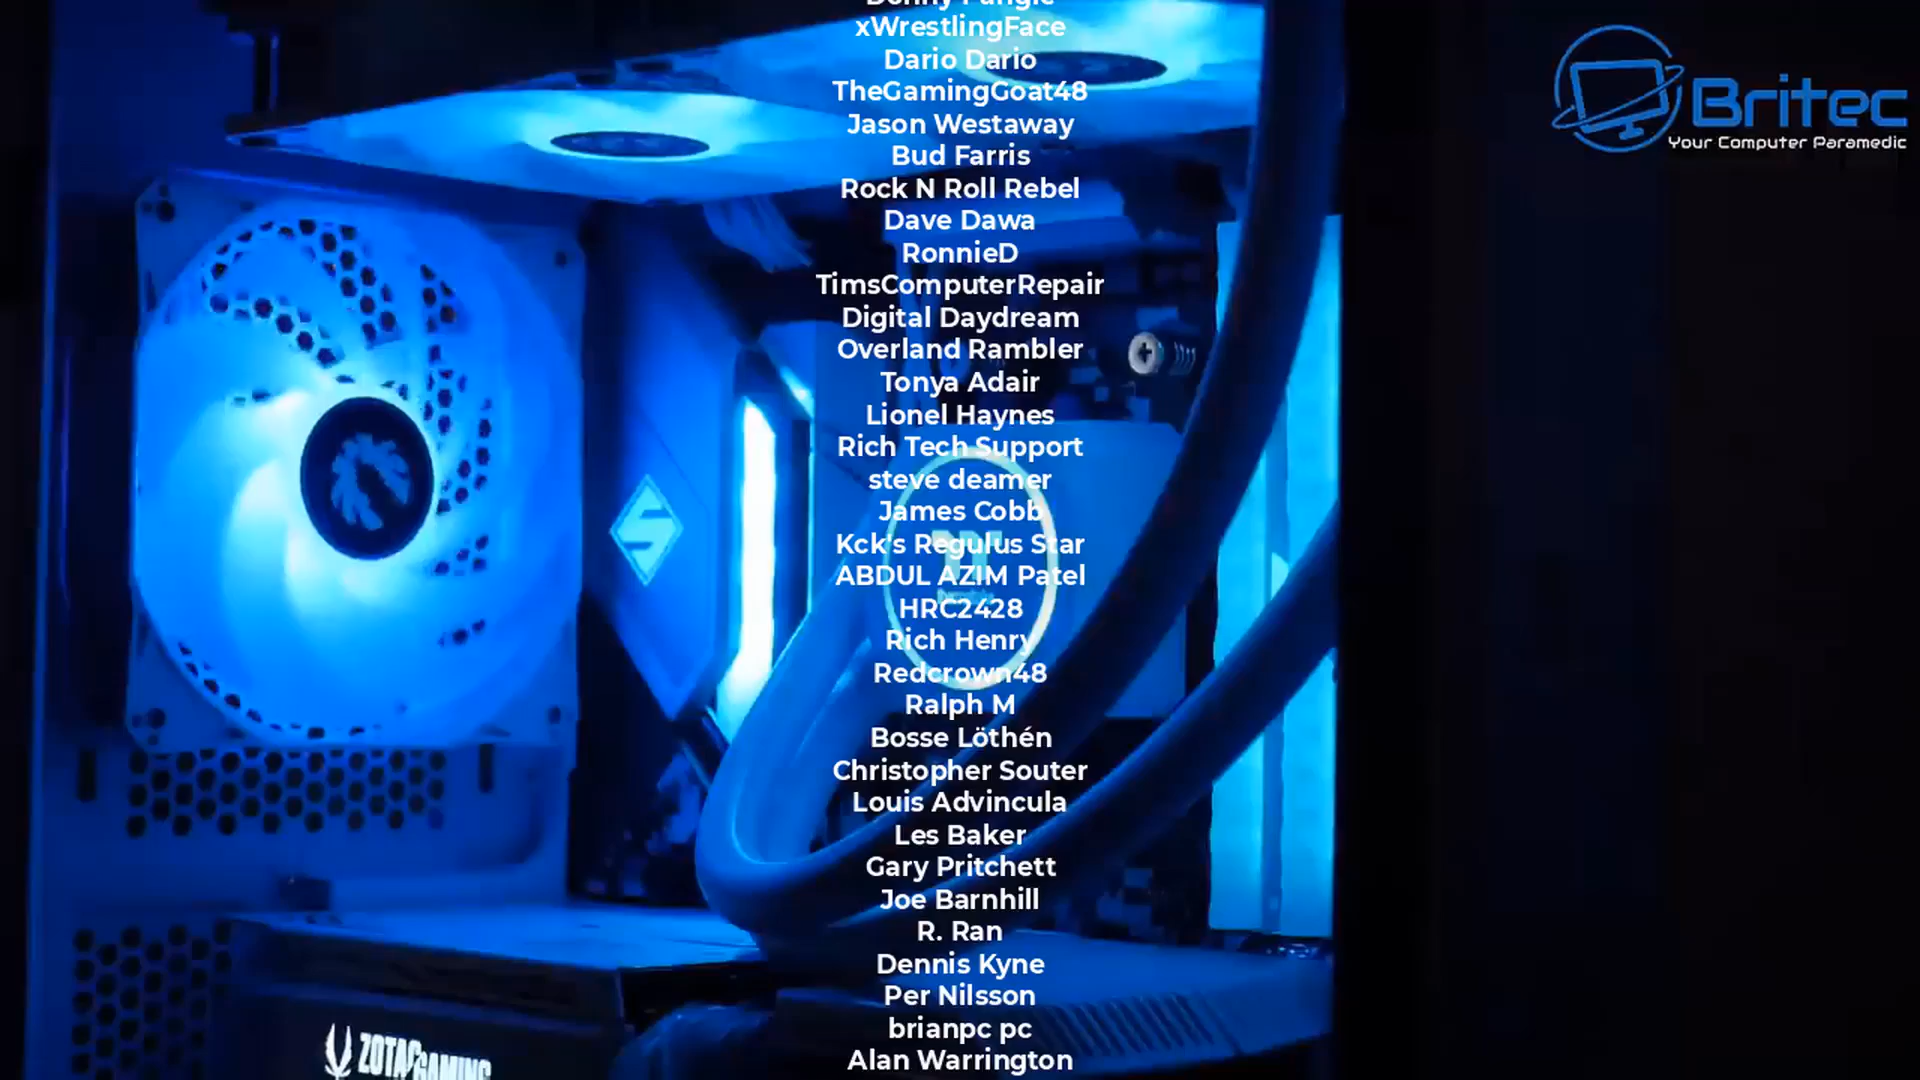 xWrestlingFace
Dario Dario
TheGamingGoat48
Jason Westaway
Bud Farris
Rock N Roll Rebel
Dave Dawa
RonnieD
TimsComputerRepair
Digital Daydream
Overland Rambler
Tonya Adair
Lionel Haynes
Rich Tech Support
steve deamer
James Cobb
Kck's Regulus Star
ABDUL AZIM Patel
HRC2428
Rich Henry
Redcrown48
Ralph M
Bosse Löthén
Christopher Souter
Louis Advincula
Les Baker
Gary Pritchett
Joe Barnhill
R. Ran
Dennis Kyne
Per Nilsson
brianpc pc
Alan Warrington
Britec
Your Computer Paramedic
ZOTAC GAMING